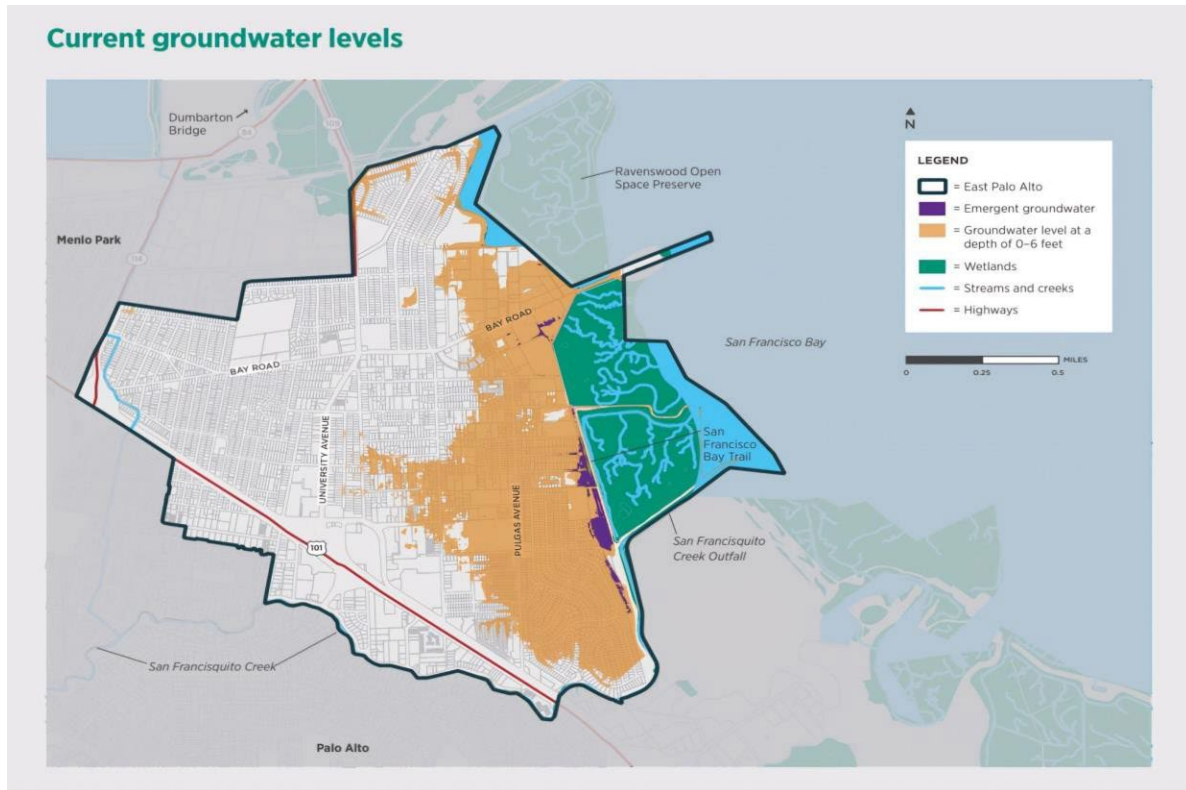 Current groundwater levels
Dumbarton
Bridge
84
109
Ravenswood Open
Space Preserve
N
LEGEND
= East Palo Alto
= Emergent groundwater
= Groundwater level at a
depth of 0–6 feet
= Wetlands
= Streams and creeks
= Highways
MILES
0
0.25
0.5
Menlo Park
BAY ROAD
BAY ROAD
San Francisco Bay
UNIVERSITY AVENUE
PULGAS AVENUE
San
Francisco
Bay Trail
101
San Francisquito
Creek Outfall
San Francisquito Creek
Palo Alto